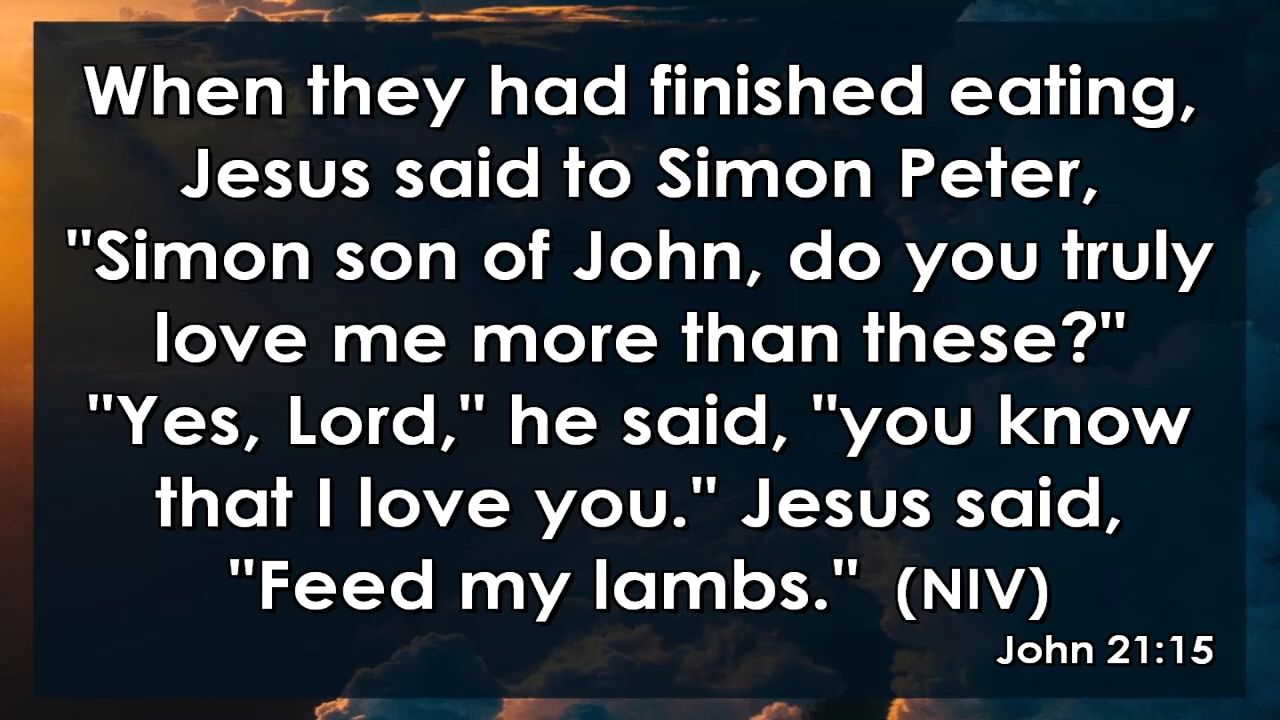 When they had finished eating,
Jesus said to Simon Peter,
"Simon son of John, do you truly
love me more than these?"
"Yes, Lord," he said, "you know
that I love you." Jesus said,
"Feed my lambs." (NIV)
John 21:15